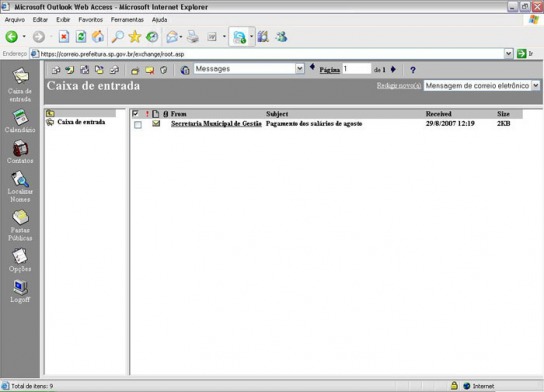 Microsoft Outlook Web Access - Microsoft Internet Explorer
Arquivo Editar Exibir Favoritos Ferramentas Ajuda
Endereço https://correio.prefeitura.sp.gov.br/exchange/root.asp Ir
Messages Página 1 de 1
Caixa de entrada Redigir novo(a) Mensagem de correio eletrônico
Caixa de
entrada
Calendário
Contatos
Localizar
Nomes
Pastas
Públicas
Opções
Logoff
Caixa de entrada
From Subject Received Size
Secretaria Municipal de Gestão Pagamento dos salários de agosto 29/8/2007 12:19 2KB
Total de itens: 9 Internet